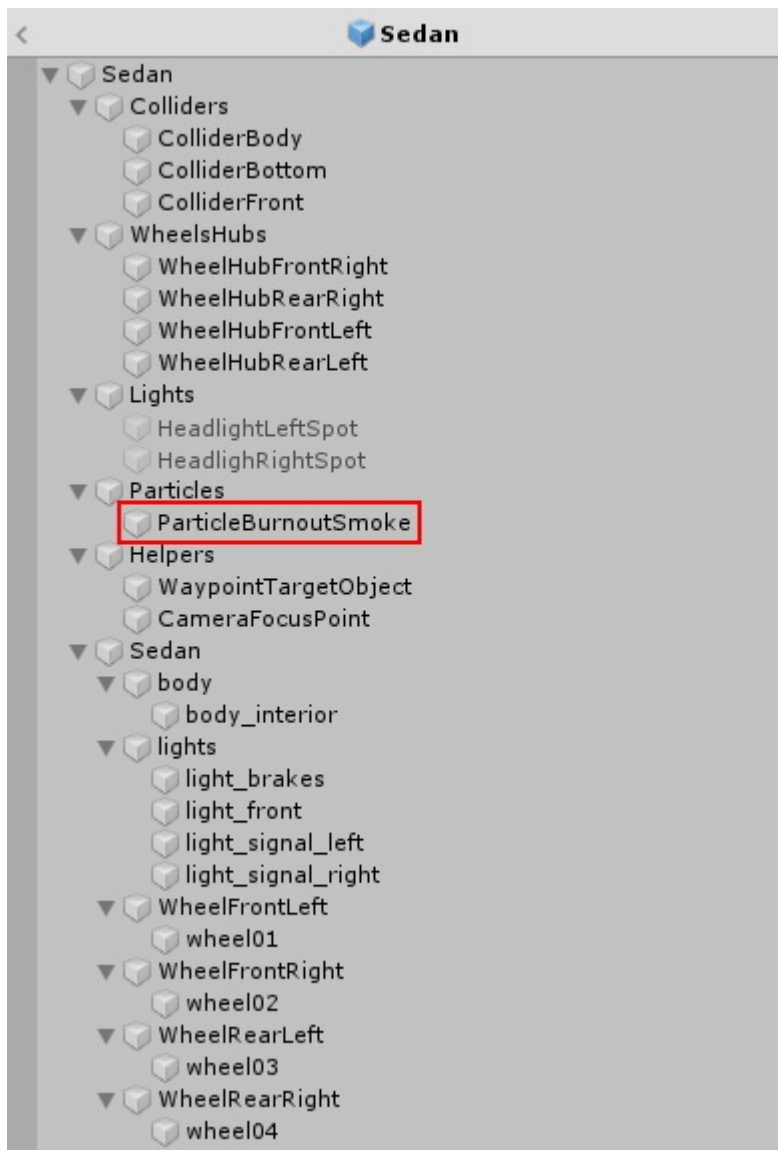 Sedan
Sedan
Colliders
ColliderBody
ColliderBottom
ColliderFront
WheelsHubs
WheelHubFrontRight
WheelHubRearRight
WheelHubFrontLeft
WheelHubRearLeft
Lights
HeadlightLeftSpot
HeadlighRightSpot
Particles
ParticleBurnoutSmoke
Helpers
WaypointTargetObject
CameraFocusPoint
Sedan
body
body_interior
lights
light_brakes
light_front
light_signal_left
light_signal_right
WheelFrontLeft
wheel01
WheelFrontRight
wheel02
WheelRearLeft
wheel03
WheelRearRight
wheel04